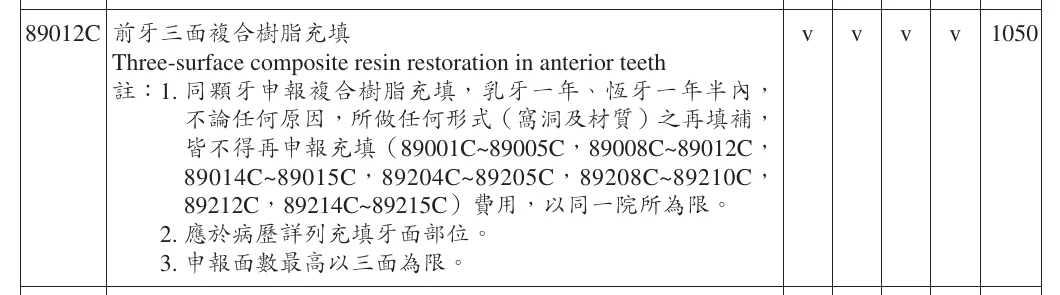 89012C 前牙三面複合樹脂充填 v v v v 1050
Three-surface composite resin restoration in anterior teeth
註：1. 同顆牙申報複合樹脂充填，乳牙一年、恆牙一年半內，
不論任何原因，所做任何形式（窩洞及材質）之再填補，
皆不得再申報充填（89001C~89005C，89008C~89012C，
89014C~89015C，89204C~89205C，89208C~89210C，
89212C，89214C~89215C）費用，以同一院所為限。
2. 應於病歷詳列充填牙面部位。
3. 申報面數最高以三面為限。